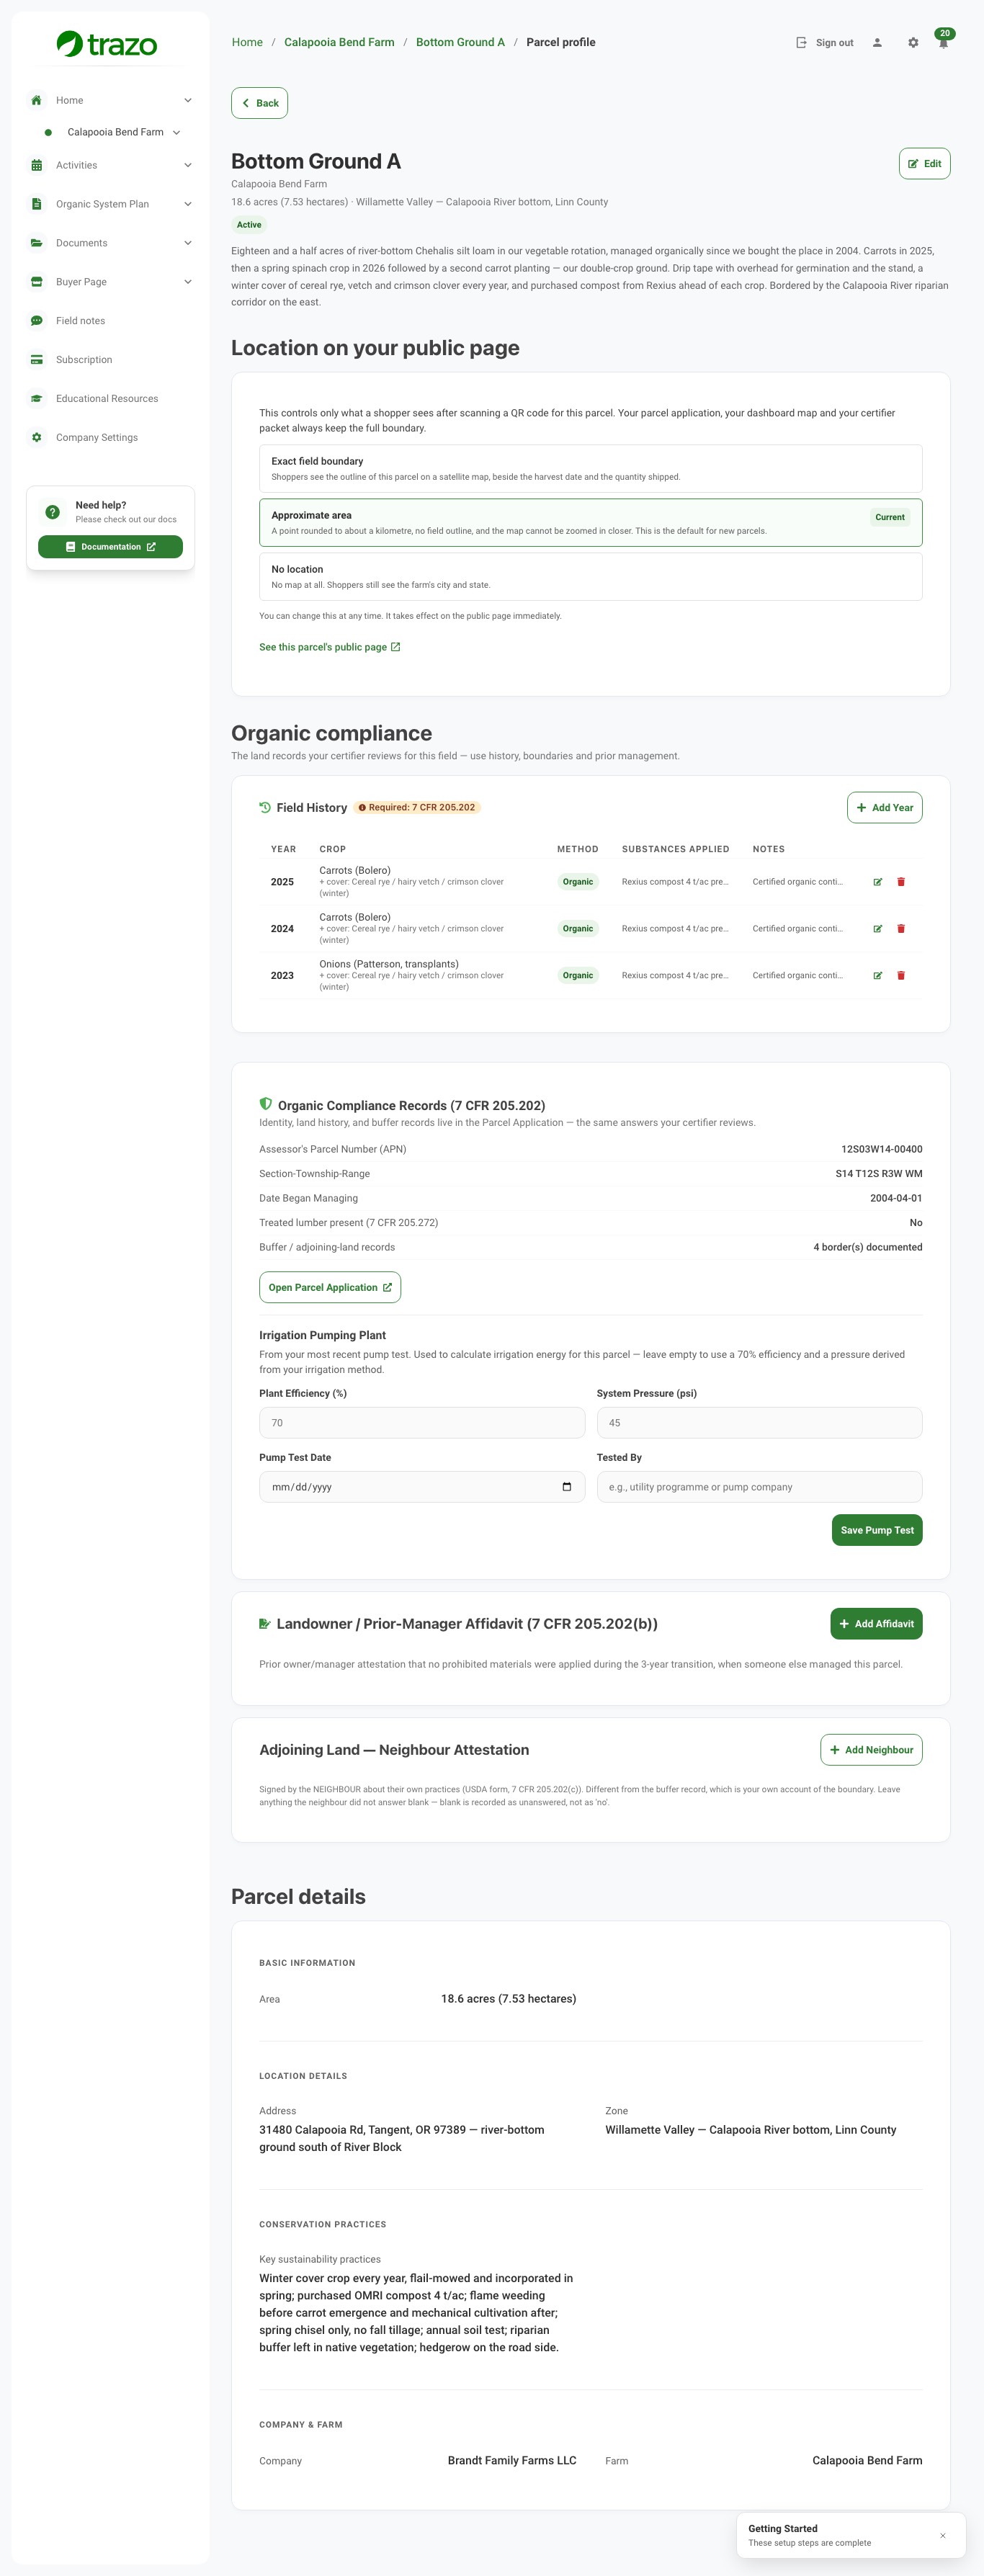 trazo
Home
Calapooia Bend Farm
Activities
Organic System Plan
Documents
Buyer Page
Field notes
Subscription
Educational Resources
Company Settings
Need help?
Please check out our docs
Documentation
Home / Calapooia Bend Farm / Bottom Ground A / Parcel profile
Sign out
20
Back
Bottom Ground A
Edit
Calapooia Bend Farm
18.6 acres (7.53 hectares) · Willamette Valley — Calapooia River bottom, Linn County
Active
Eighteen and a half acres of river-bottom Chehalis silt loam in our vegetable rotation, managed organically since we bought the place in 2004. Carrots in 2025,
then a spring spinach crop in 2026 followed by a second carrot planting — our double-crop ground. Drip tape with overhead for germination and the stand, a
winter cover of cereal rye, vetch and crimson clover every year, and purchased compost from Rexius ahead of each crop. Bordered by the Calapooia River riparian
corridor on the east.
Location on your public page
This controls only what a shopper sees after scanning a QR code for this parcel. Your parcel application, your dashboard map and your certifier
packet always keep the full boundary.
Exact field boundary
Shoppers see the outline of this parcel on a satellite map, beside the harvest date and the quantity shipped.
Approximate area
Current
A point rounded to about a kilometre, no field outline, and the map cannot be zoomed in closer. This is the default for new parcels.
No location
No map at all. Shoppers still see the farm's city and state.
You can change this at any time. It takes effect on the public page immediately.
See this parcel's public page
Organic compliance
The land records your certifier reviews for this field — use history, boundaries and prior management.
Field History Required: 7 CFR 205.202
Add Year
YEAR CROP METHOD SUBSTANCES APPLIED NOTES
2025 Carrots (Bolero) Organic Rexius compost 4 t/ac pre... Certified organic conti...
+ cover: Cereal rye / hairy vetch / crimson clover
(winter)
2024 Carrots (Bolero) Organic Rexius compost 4 t/ac pre... Certified organic conti...
+ cover: Cereal rye / hairy vetch / crimson clover
(winter)
2023 Onions (Patterson, transplants) Organic Rexius compost 4 t/ac pre... Certified organic conti...
+ cover: Cereal rye / hairy vetch / crimson clover
(winter)
Organic Compliance Records (7 CFR 205.202)
Identity, land history, and buffer records live in the Parcel Application — the same answers your certifier reviews.
Assessor's Parcel Number (APN) 12S03W14-00400
Section-Township-Range S14 T12S R3W WM
Date Began Managing 2004-04-01
Treated lumber present (7 CFR 205.272) No
Buffer / adjoining-land records 4 border(s) documented
Open Parcel Application
Irrigation Pumping Plant
From your most recent pump test. Used to calculate irrigation energy for this parcel — leave empty to use a 70% efficiency and a pressure derived
from your irrigation method.
Plant Efficiency (%) System Pressure (psi)
70 45
Pump Test Date Tested By
mm/dd/yyyy e.g., utility programme or pump company
Save Pump Test
Landowner / Prior-Manager Affidavit (7 CFR 205.202(b))
Add Affidavit
Prior owner/manager attestation that no prohibited materials were applied during the 3-year transition, when someone else managed this parcel.
Adjoining Land — Neighbour Attestation
Add Neighbour
Signed by the NEIGHBOUR about their own practices (USDA form, 7 CFR 205.202(c)). Different from the buffer record, which is your own account of the boundary. Leave
anything the neighbour did not answer blank — blank is recorded as unanswered, not as 'no'.
Parcel details
BASIC INFORMATION
Area 18.6 acres (7.53 hectares)
LOCATION DETAILS
Address Zone
31480 Calapooia Rd, Tangent, OR 97389 — river-bottom Willamette Valley — Calapooia River bottom, Linn County
ground south of River Block
CONSERVATION PRACTICES
Key sustainability practices
Winter cover crop every year, flail-mowed and incorporated in
spring; purchased OMRI compost 4 t/ac; flame weeding
before carrot emergence and mechanical cultivation after;
spring chisel only, no fall tillage; annual soil test; riparian
buffer left in native vegetation; hedgerow on the road side.
COMPANY & FARM
Company Brandt Family Farms LLC Farm Calapooia Bend Farm
Getting Started
These setup steps are complete